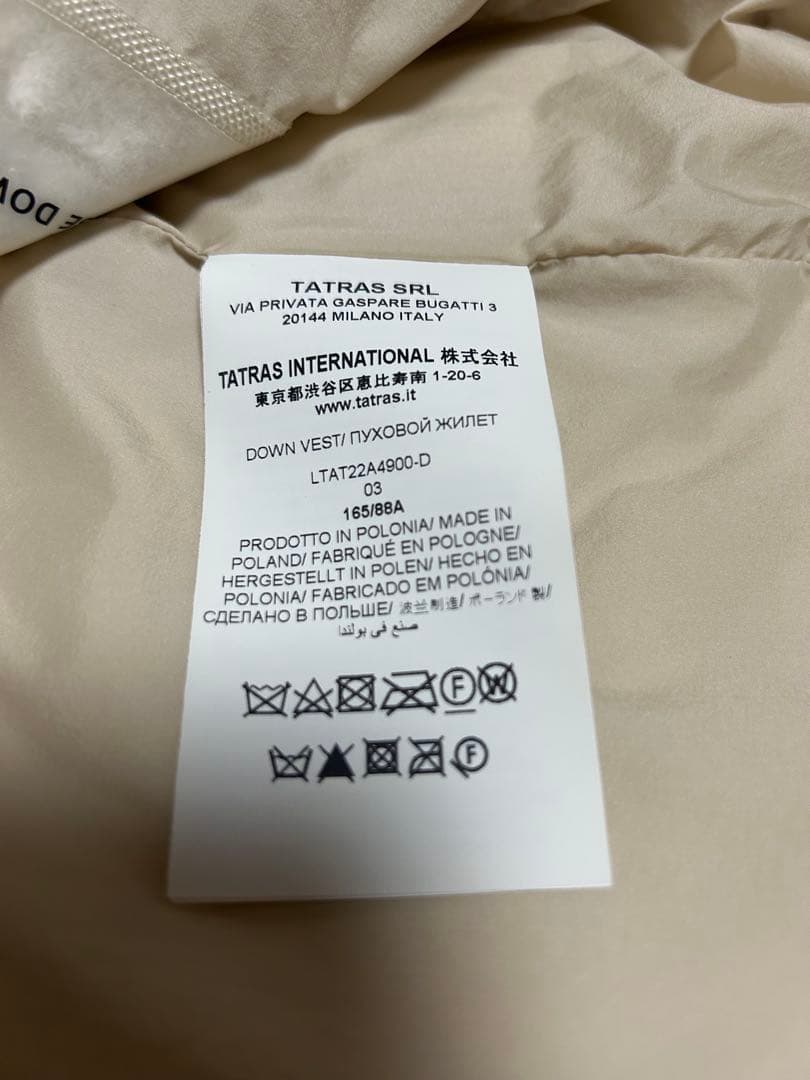 E DOW
TATRAS SRL
VIA PRIVATA GASPARE BUGATTI 3
20144 MILANO ITALY
TATRAS INTERNATIONAL 株式会社
東京都渋谷区恵比寿南 1-20-6
www.tatras.it
DOWN VEST/ ПУХОВОЙ ЖИЛЕТ
LTAT22A4900-D
03
165/88A
PRODOTTO IN POLONIA/ MADE IN
POLAND/ FABRIQUÉ EN POLOGNE/
HERGESTELLT IN POLEN/ HECHO EN
POLONIA/ FABRICADO EM POLÓNIA/
СДЕЛАНО В ПОЛЬШЕ/ 波兰制造/ ポーランド 製/
صنع في بولندا
F W
F